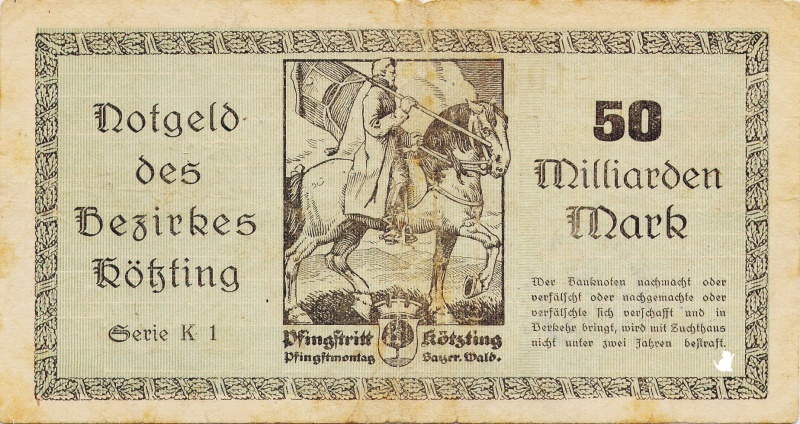 Notgeld
des
Bezirkes
Kötzting
Serie K 1
Pfingstritt Kötzting
Pfingstmontag Bayer. Wald.
50
Milliarden
Mark
Wer Banknoten nachmacht oder
verfälscht oder nachgemachte oder
verfälschte sich verschafft und in
Verkehr bringt, wird mit Zuchthaus
nicht unter zwei Jahren bestraft.